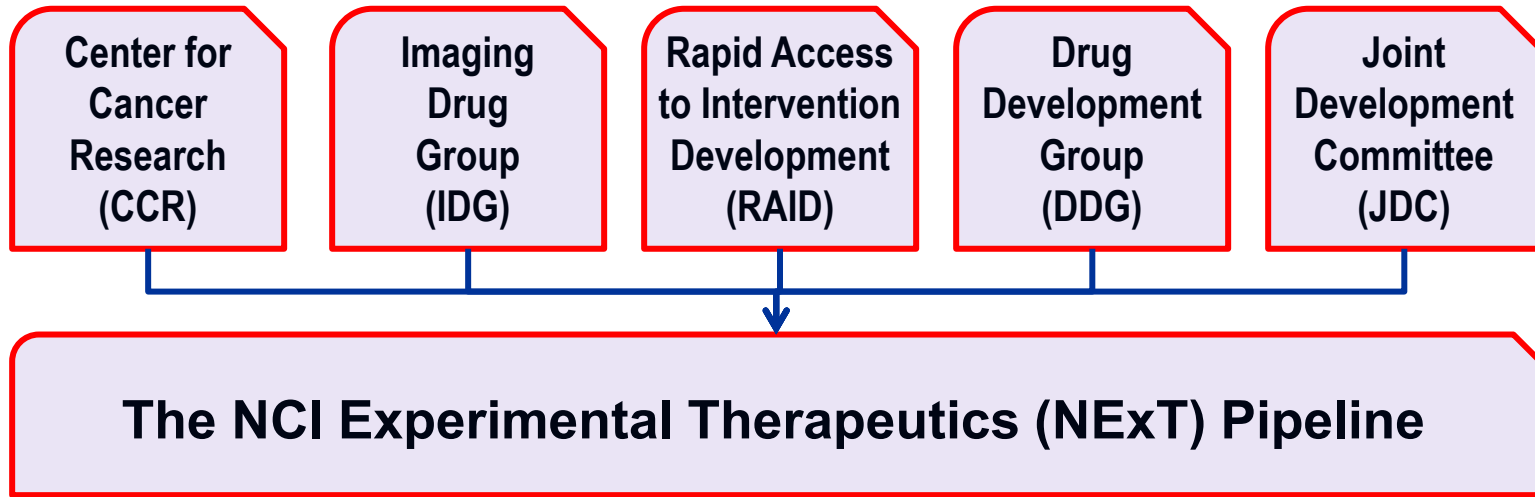 Center for
Cancer
Research
(CCR)
Imaging
Drug
Group
(IDG)
Rapid Access
to Intervention
Development
(RAID)
Drug
Development
Group
(DDG)
Joint
Development
Committee
(JDC)
The NCI Experimental Therapeutics (NExT) Pipeline